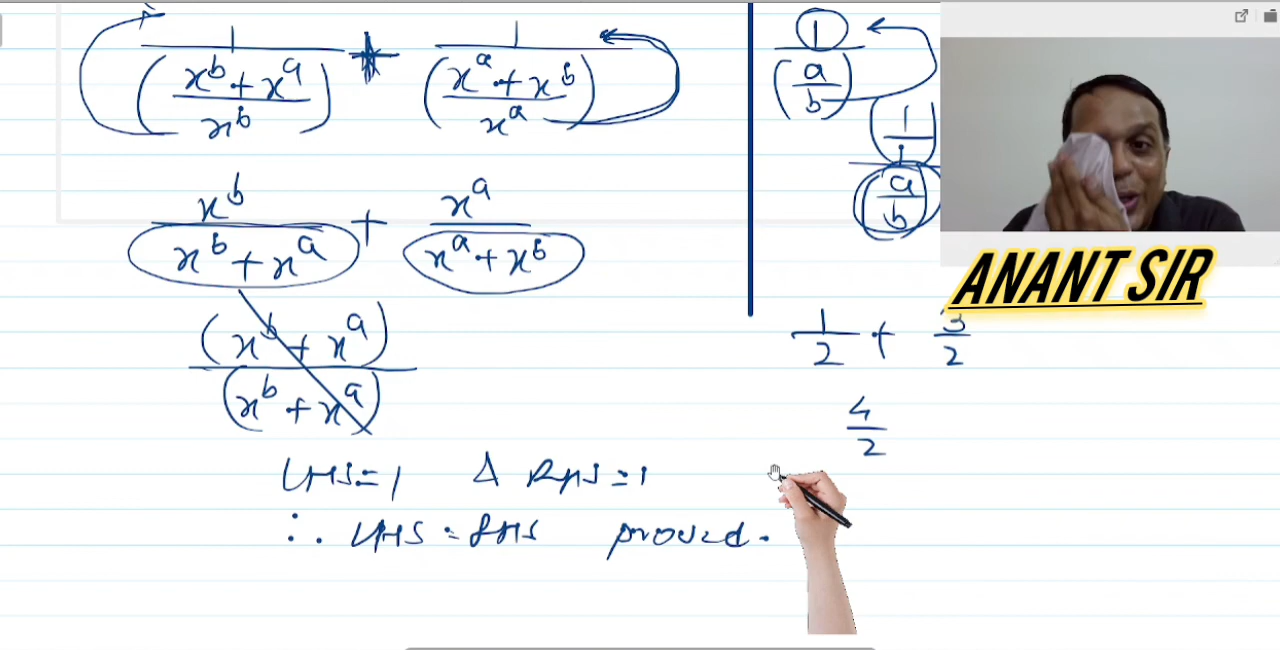 1/((x^b + x^a)/x^b) + 1/((x^a + x^b)/x^a)
x^b/(x^b + x^a) + x^a/(x^a + x^b)
(x^b + x^a)/(x^b + x^a)
LHS = 1 Δ RHS = 1
∴ LHS = RHS proved.
1/(a/b)
(1/1)/(a/b)
ANANT SIR
1/2 + 3/2
4/2